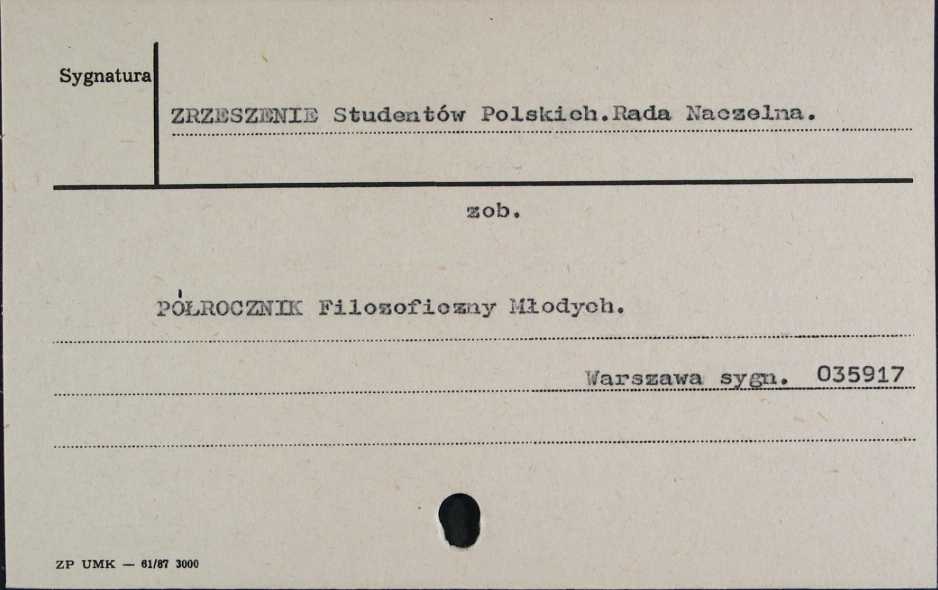 Sygnatura
ZRZESZENIE Studentów Polskich.Rada Naczelna.
zob.
PÓŁROCZNIK Filozoficzny Młodych.
Warszawa sygn. 035917
ZP UMK — 61/87 3000